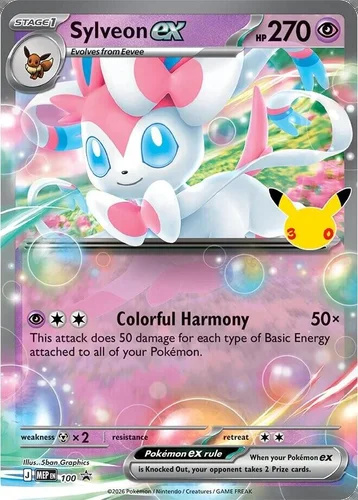 STAGE 1
Sylveon ex
HP 270
Evolves from Eevee
30
Colorful Harmony 50×
This attack does 50 damage for each type of Basic Energy
attached to all of your Pokémon.
weakness ×2 resistance retreat
Pokémon ex rule
When your Pokémon ex
is Knocked Out, your opponent takes 2 Prize cards.
Illus. 5ban Graphics
J MEP EN 100
©2026 Pokémon / Nintendo / Creatures / GAME FREAK